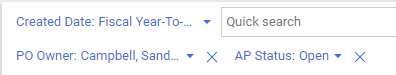 Created Date: Fiscal Year-To-... Quick search
PO Owner: Campbell, Sand... AP Status: Open